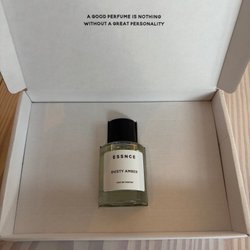 A GOOD PERFUME IS NOTHING
WITHOUT A GREAT PERSONALITY
ESSNCE
DUSTY AMBER
EAU DE PARFUM